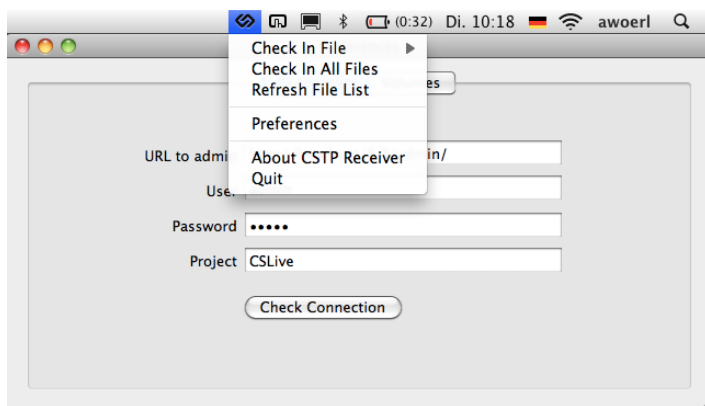 (0:32) Di. 10:18 awoerl
Check In File
Check In All Files
Refresh File List
Preferences
URL to admi in/
About CSTP Receiver
Quit
Password •••••
Project CSLive
Check Connection